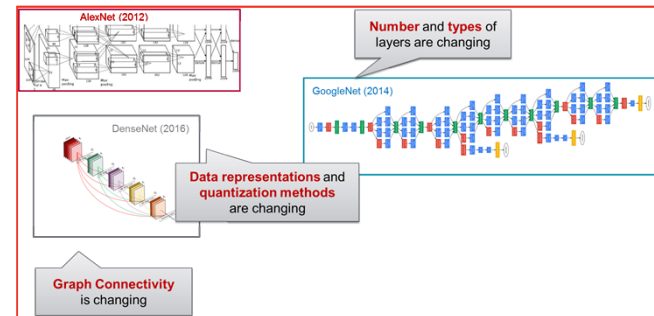 AlexNet (2012)
Number and types of
layers are changing
GoogleNet (2014)
DenseNet (2016)
Data representations and
quantization methods
are changing
Graph Connectivity
is changing